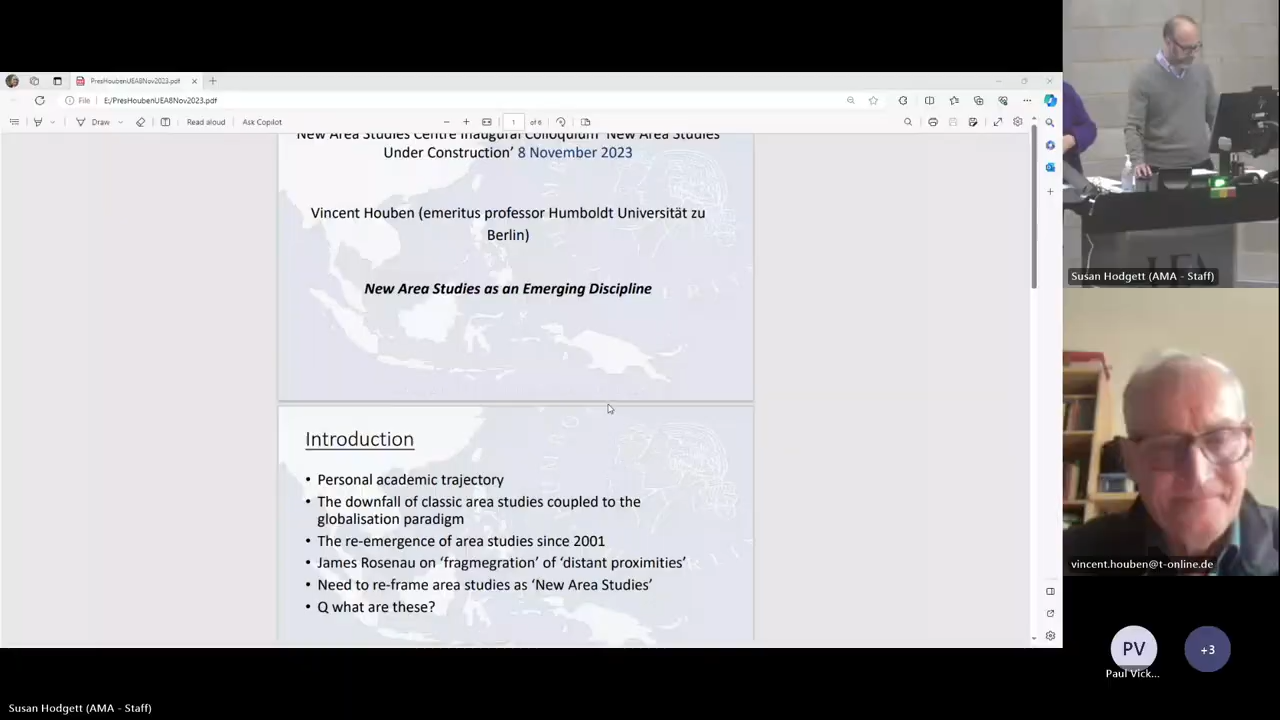 PresHoubenUEA8Nov2023.pdf
File
E:/PresHoubenUEA8Nov2023.pdf
Draw
Read aloud
Ask Copilot
1
of 6
New Area Studies Centre Inaugural Colloquium 'New Area Studies
Under Construction' 8 November 2023
Vincent Houben (emeritus professor Humboldt Universität zu
Berlin)
New Area Studies as an Emerging Discipline
Introduction
• Personal academic trajectory
• The downfall of classic area studies coupled to the
globalisation paradigm
• The re-emergence of area studies since 2001
• James Rosenau on 'fragmegration' of 'distant proximities'
• Need to re-frame area studies as 'New Area Studies'
• Q what are these?
UEA
Susan Hodgett (AMA - Staff)
vincent.houben@t-online.de
PV
Paul Vick...
+3
Susan Hodgett (AMA - Staff)